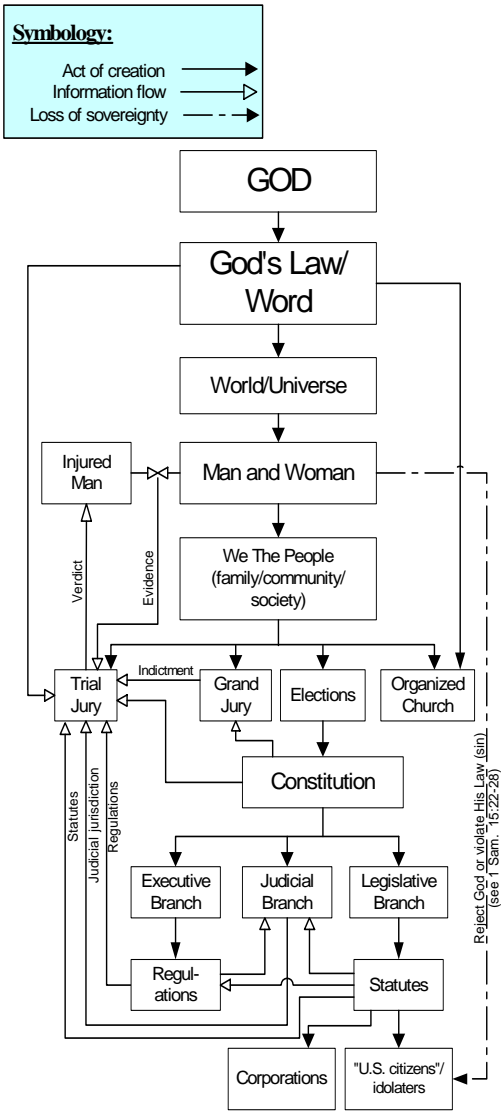 Symbology:
Act of creation
Information flow
Loss of sovereignty
GOD
God's Law/
Word
World/Universe
Injured
Man
Man and Woman
We The People
(family/community/
society)
Verdict
Evidence
Trial
Jury
Indictment
Grand
Jury
Elections
Organized
Church
Constitution
Statutes
Judicial jurisdiction
Regulations
Executive
Branch
Judicial
Branch
Legislative
Branch
Regul-
ations
Statutes
Corporations
"U.S. citizens"/
idolaters
Reject God or violate His Law (sin)
(see 1 Sam. 15:22-28)